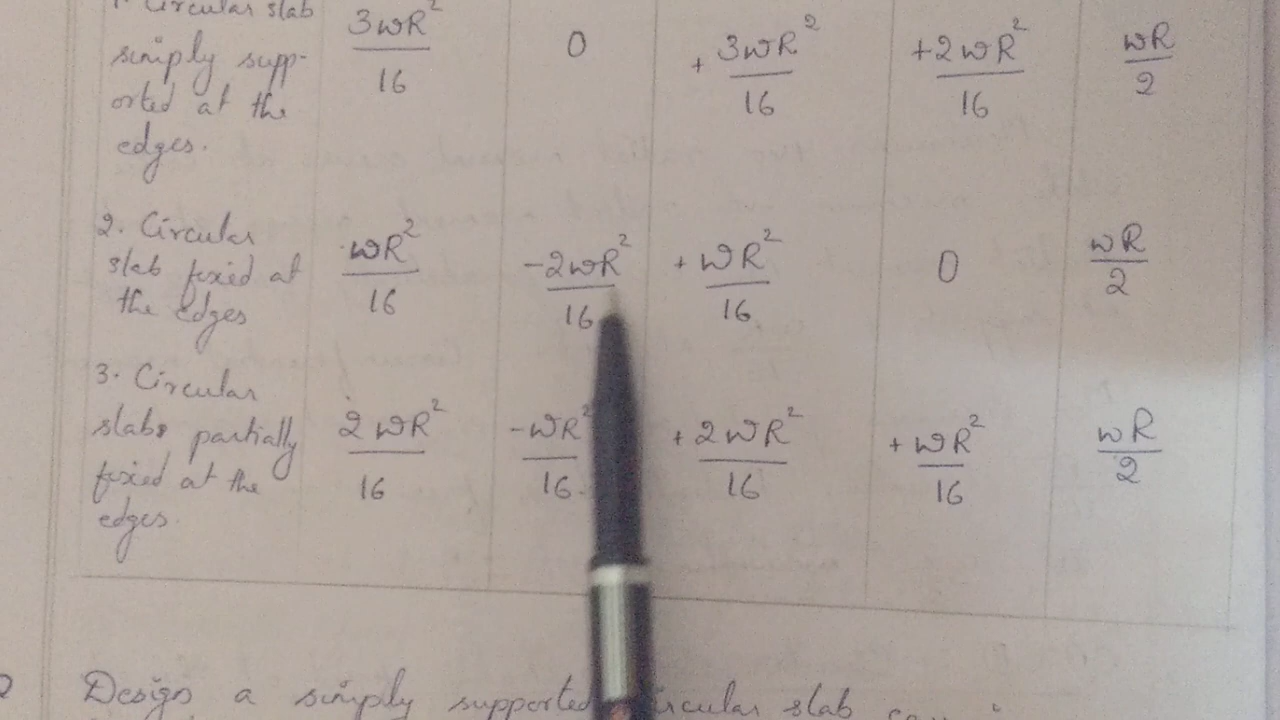 1. Circular slab 3wR² 0 + 3wR² +2wR² wR
simply supp- 16 16 16 2
orted at the
edges.
2. Circular wR² -2wR² + wR² 0 wR
slab fixed at 16 16 16 2
the edges
3. Circular
slabs partially 2wR² -wR² + 2wR² + wR² wR
fixed at the 16 16. 16 16 2
edges.
Design a simply supported circular slab